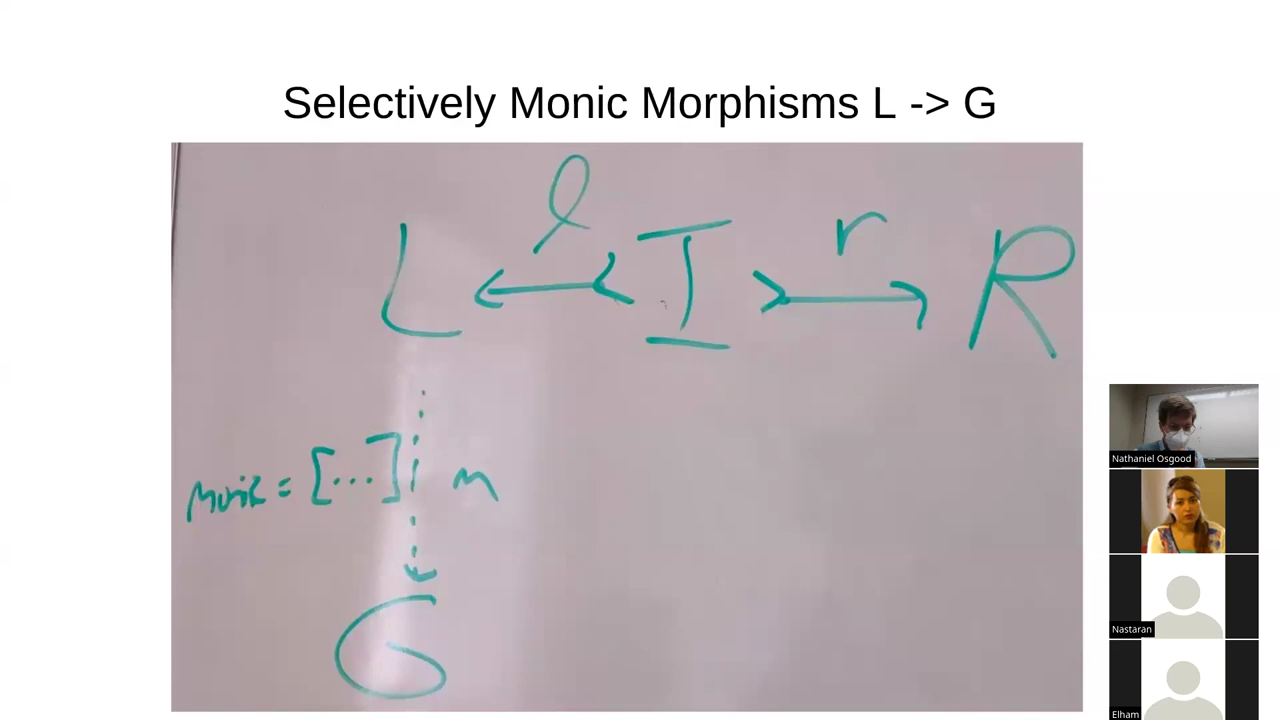 Selectively Monic Morphisms L -> G
l r
L I R
monic = [...] m
G
Nathaniel Osgood
Nastaran
Elham